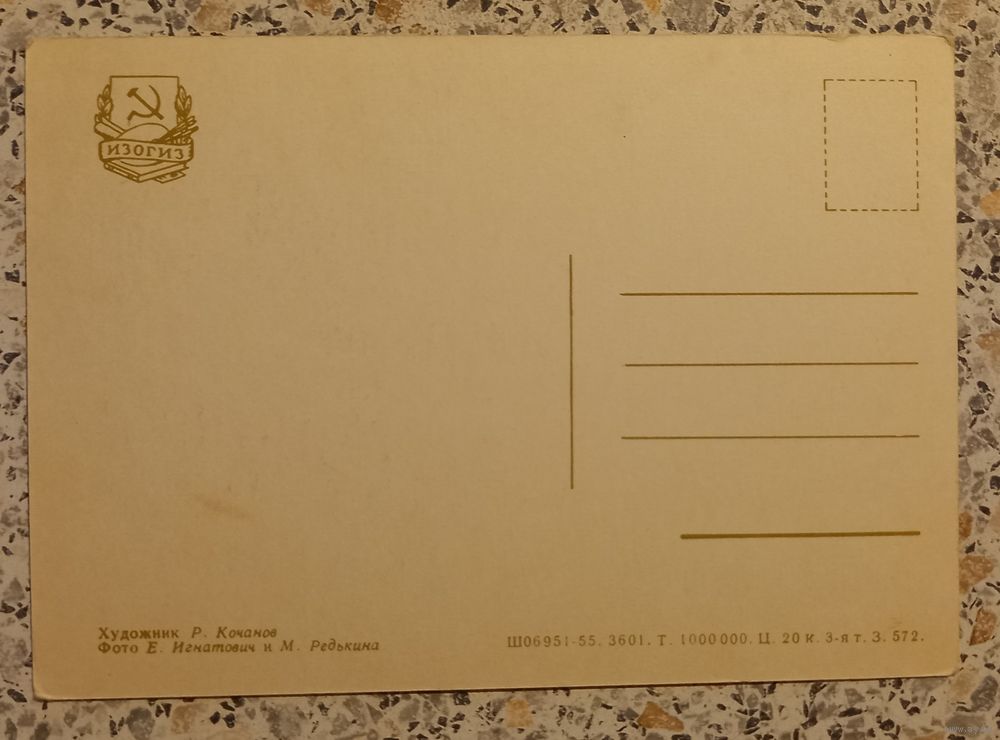 ИЗОГИЗ
Художник Р. Кочанов
Фото Е. Игнатович и М. Редькина
Ш06951-55. 3601. Т. 1000000. Ц. 20 к. 3-я т. З. 572.